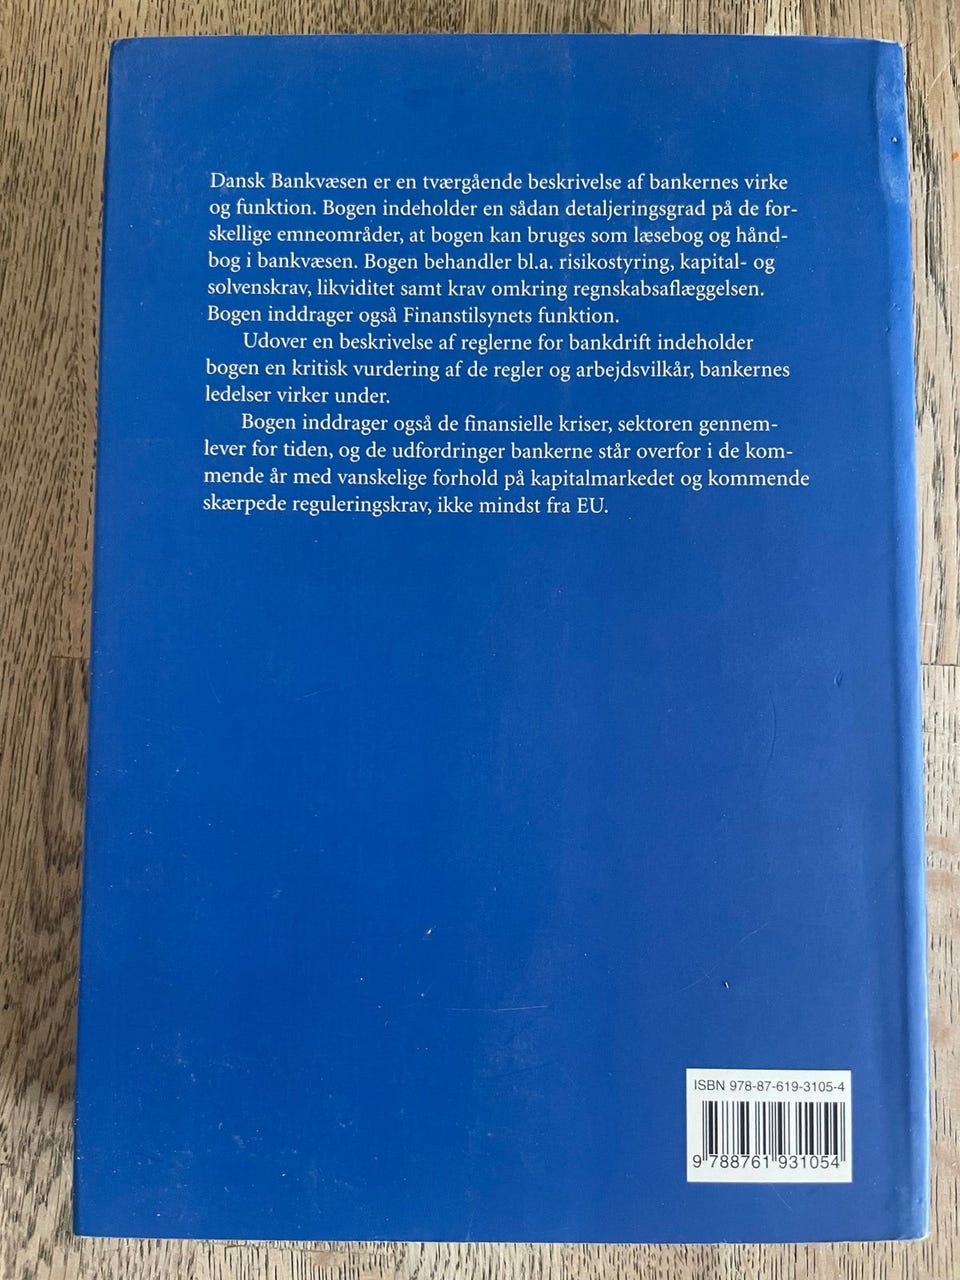 Dansk Bankvæsen er en tværgående beskrivelse af bankernes virke
og funktion. Bogen indeholder en sådan detaljeringsgrad på de for-
skellige emneområder, at bogen kan bruges som læsebog og hånd-
bog i bankvæsen. Bogen behandler bl.a. risikostyring, kapital- og
solvenskrav, likviditet samt krav omkring regnskabsaflæggelsen.
Bogen inddrager også Finanstilsynets funktion.
Udover en beskrivelse af reglerne for bankdrift indeholder
bogen en kritisk vurdering af de regler og arbejdsvilkår, bankernes
ledelser virker under.
Bogen inddrager også de finansielle kriser, sektoren gennem-
lever for tiden, og de udfordringer bankerne står overfor i de kom-
mende år med vanskelige forhold på kapitalmarkedet og kommende
skærpede reguleringskrav, ikke mindst fra EU.
ISBN 978-87-619-3105-4
9 788761 931054